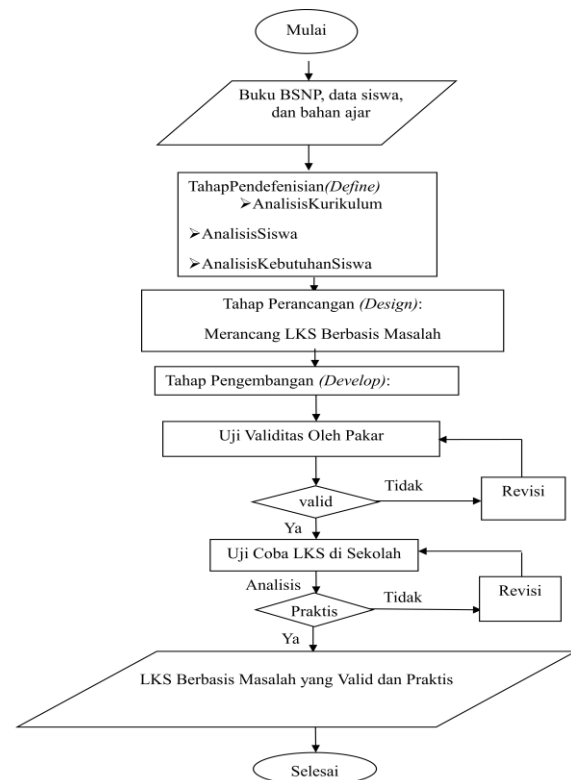 Mulai
Buku BSNP, data siswa,
dan bahan ajar
TahapPendefenisian(Define)
➢AnalisisKurikulum
➢AnalisisSiswa
➢AnalisisKebutuhanSiswa
Tahap Perancangan (Design):
Merancang LKS Berbasis Masalah
Tahap Pengembangan (Develop):
Uji Validitas Oleh Pakar
valid
Tidak
Revisi
Ya
Uji Coba LKS di Sekolah
Analisis
Praktis
Tidak
Revisi
Ya
LKS Berbasis Masalah yang Valid dan Praktis
Selesai